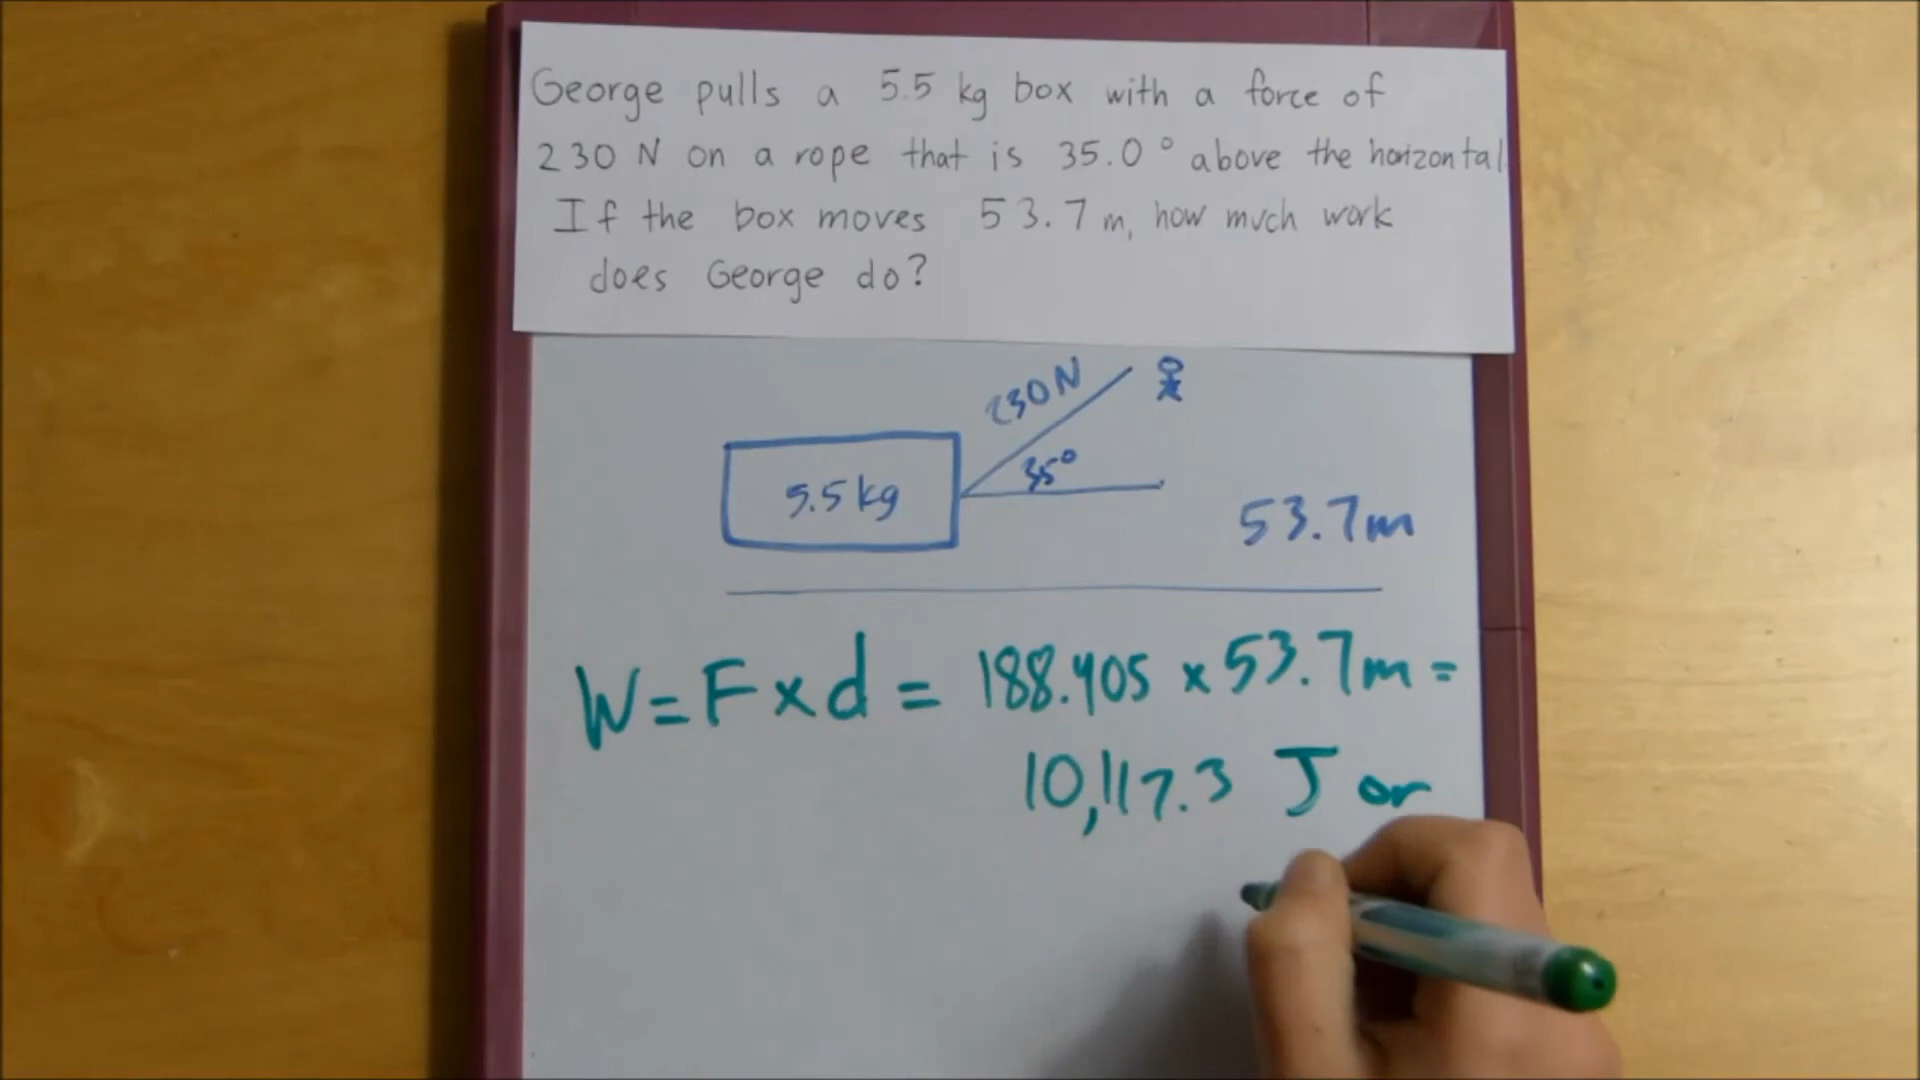 George pulls a 5.5 kg box with a force of
230 N on a rope that is 35.0° above the horizontal
If the box moves 53.7 m, how much work
does George do?
230N
35°
5.5 kg
53.7m
W = F x d = 188.405 x 53.7m =
10,117.3 J or